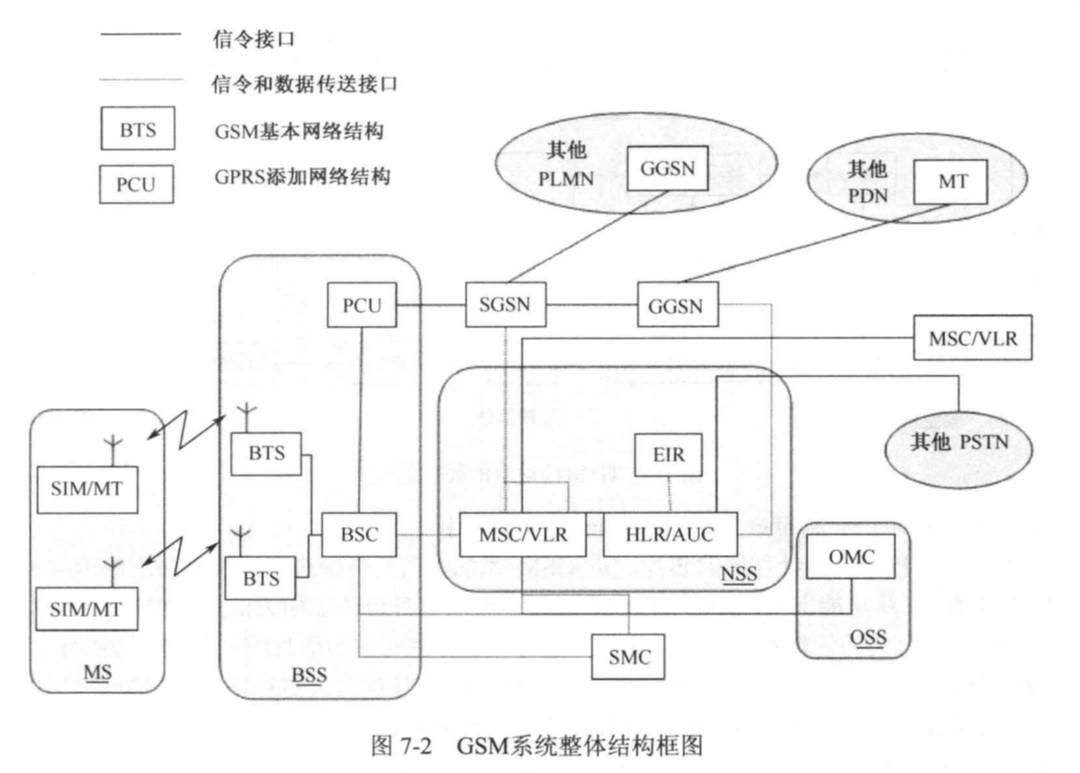 信令接口
信令和数据传送接口
BTS GSM基本网络结构
PCU GPRS添加网络结构
其他
PLMN
GGSN
其他
PDN
MT
PCU
SGSN
GGSN
MSC/VLR
其他 PSTN
BTS
EIR
SIM/MT
BSC
MSC/VLR
HLR/AUC
OMC
BTS
NSS
SIM/MT
OSS
SMC
MS
BSS
图 7-2 GSM系统整体结构框图